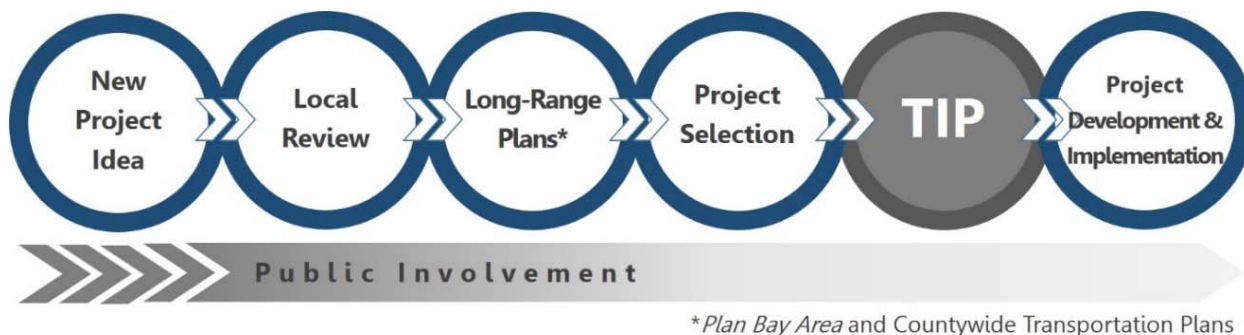 New
Project
Idea
Local
Review
Long-Range
Plans*
Project
Selection
TIP
Project
Development &
Implementation
Public Involvement
*Plan Bay Area and Countywide Transportation Plans